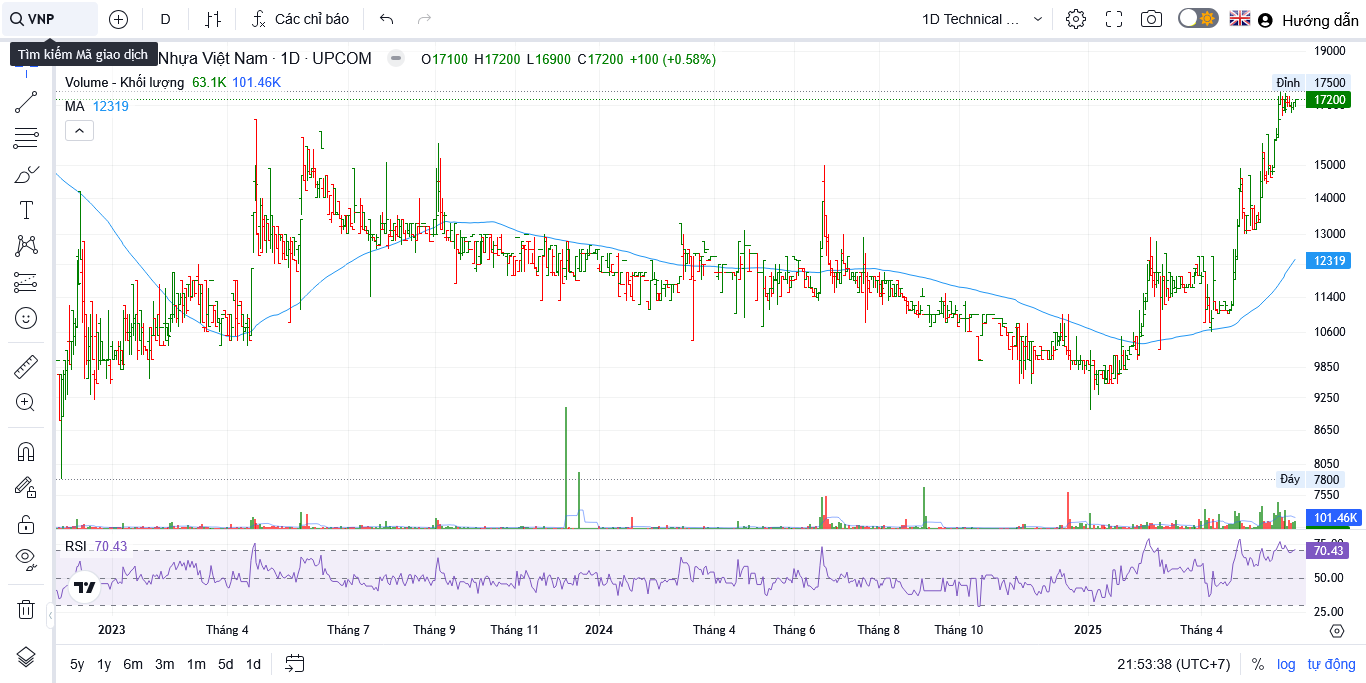 VNP D Các chỉ báo 1D Technical ... Hướng dẫn
Tìm kiếm Mã giao dịch
Nhựa Việt Nam · 1D · UPCOM O17100 H17200 L16900 C17200 +100 (+0.58%)
Volume - Khối lượng 63.1K 101.46K
MA 12319
19000
Đỉnh 17500
17200
15000
14000
13000
12319
11400
10600
9850
9250
8650
8050
Đáy 7800
7550
101.46K
RSI 70.43
75.00
70.43
50.00
25.00
2023 Tháng 4 Tháng 7 Tháng 9 Tháng 11 2024 Tháng 4 Tháng 6 Tháng 8 Tháng 10 2025 Tháng 4
5y 1y 6m 3m 1m 5d 1d 21:53:38 (UTC+7) % log tự động